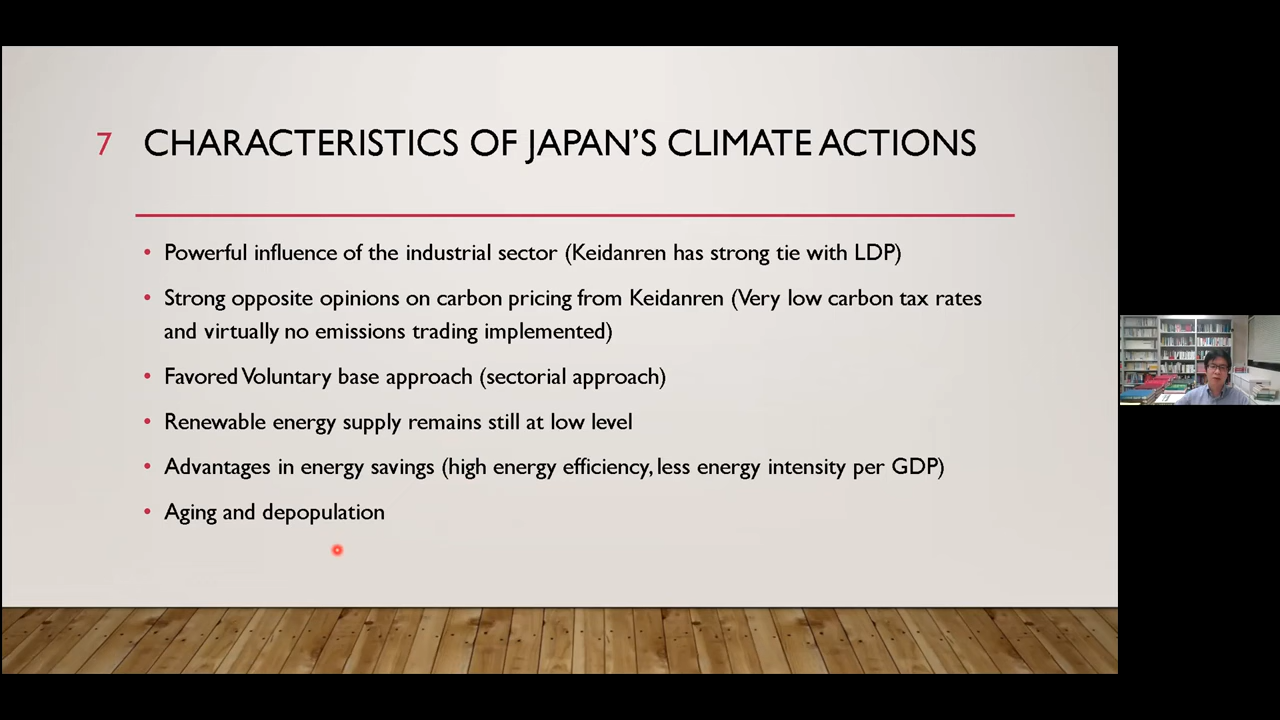 7 CHARACTERISTICS OF JAPAN'S CLIMATE ACTIONS
• Powerful influence of the industrial sector (Keidanren has strong tie with LDP)
• Strong opposite opinions on carbon pricing from Keidanren (Very low carbon tax rates
and virtually no emissions trading implemented)
• Favored Voluntary base approach (sectorial approach)
• Renewable energy supply remains still at low level
• Advantages in energy savings (high energy efficiency, less energy intensity per GDP)
• Aging and depopulation